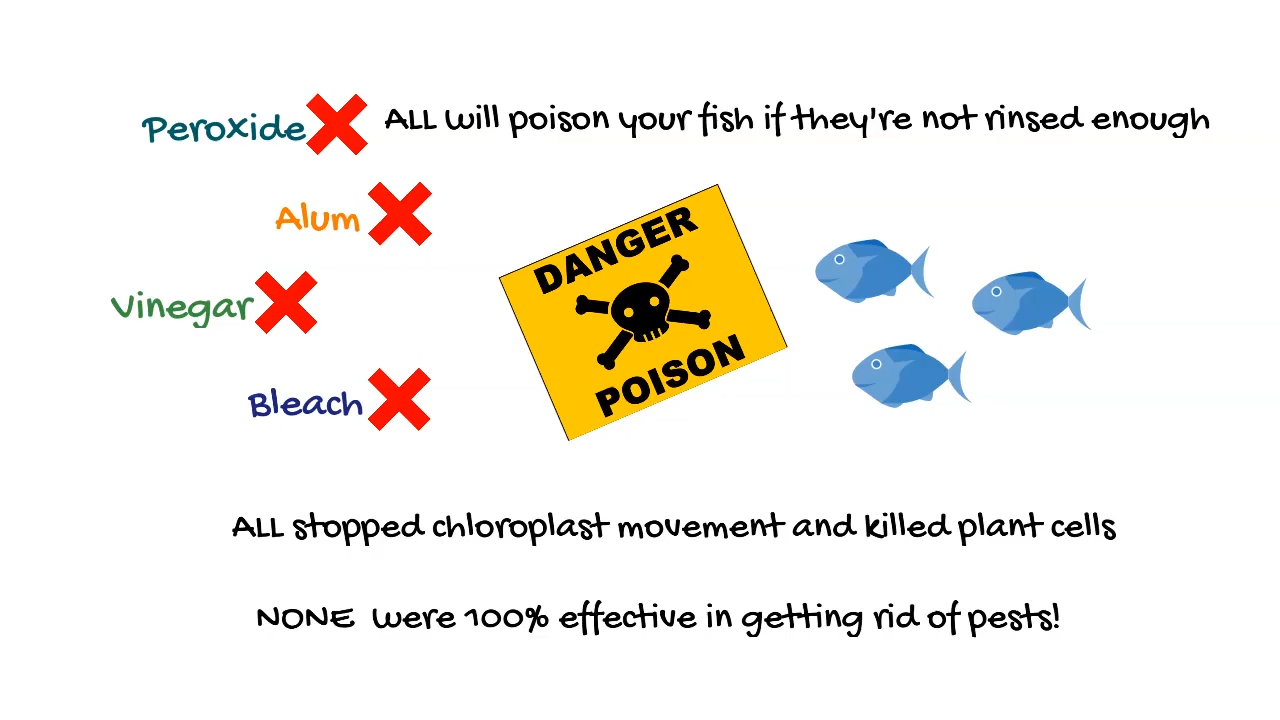 Peroxide
ALL will poison your fish if they're not rinsed enough
Alum
DANGER
POISON
Vinegar
Bleach
ALL stopped chloroplast movement and killed plant cells
NONE were 100% effective in getting rid of pests!